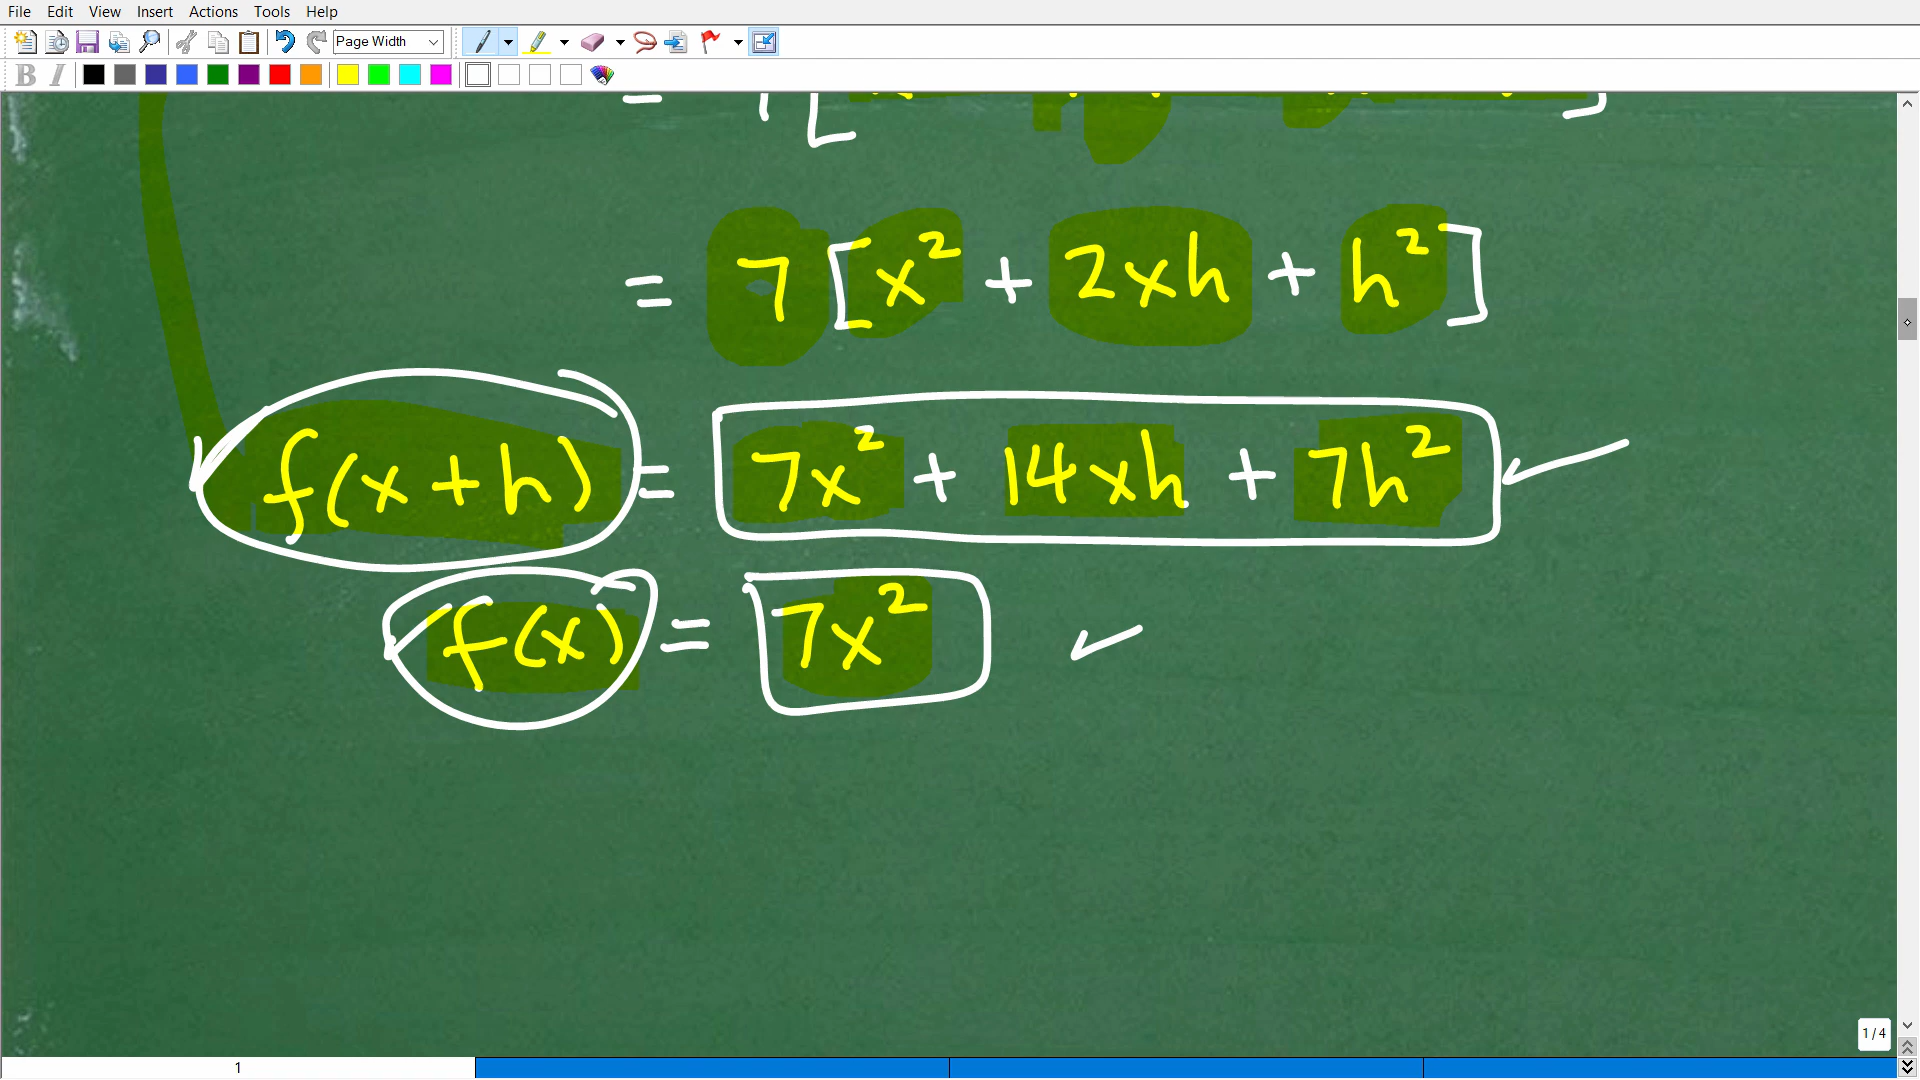 File Edit View Insert Actions Tools Help
Page Width
B I
= 7 [x² + 2xh + h²]
f(x + h) = 7x² + 14xh + 7h²
f(x) = 7x²
1 / 4
1